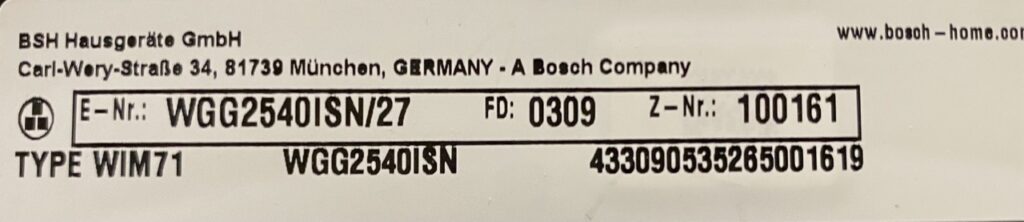 BSH Hausgeräte GmbH
www.bosch-home.com
Carl-Wery-Straße 34, 81739 München, GERMANY - A Bosch Company
E-Nr.: WGG2540ISN/27 FD: 0309 Z-Nr.: 100161
TYPE WIM71 WGG2540ISN 433090535265001619